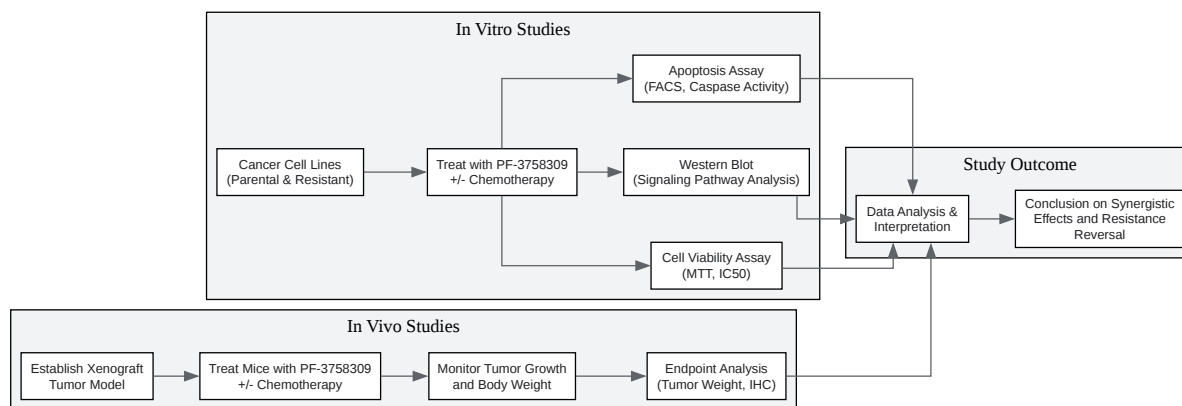 In Vitro Studies
Apoptosis Assay
(FACS, Caspase Activity)
Cancer Cell Lines
(Parental & Resistant)
Treat with PF-3758309
+/- Chemotherapy
Western Blot
(Signaling Pathway Analysis)
Cell Viability Assay
(MTT, IC50)
Study Outcome
Data Analysis &
Interpretation
Conclusion on Synergistic
Effects and Resistance
Reversal
In Vivo Studies
Establish Xenograft
Tumor Model
Treat Mice with PF-3758309
+/- Chemotherapy
Monitor Tumor Growth
and Body Weight
Endpoint Analysis
(Tumor Weight, IHC)